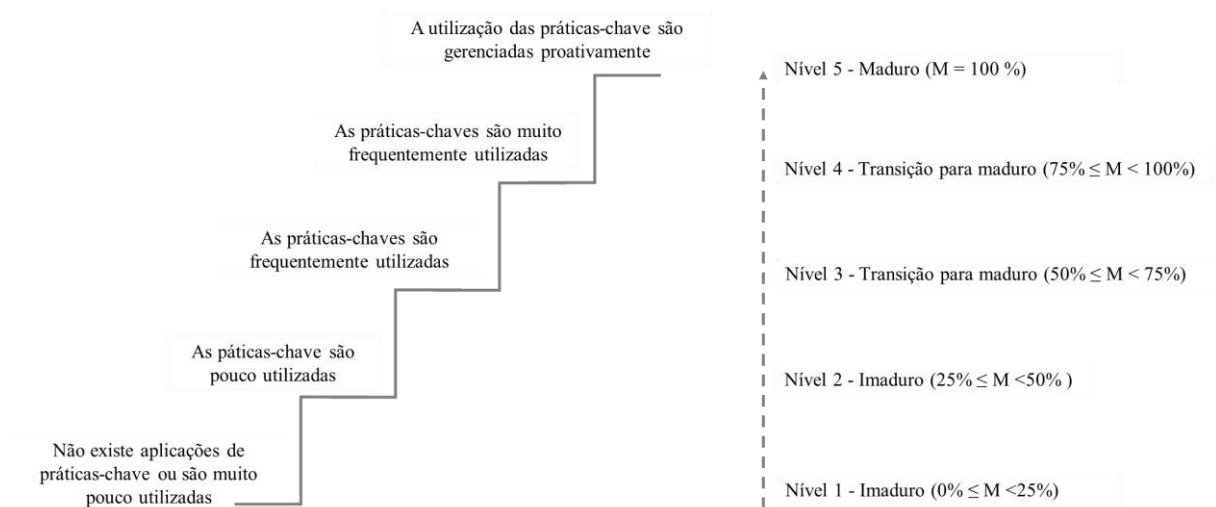 A utilização das práticas-chave são
gerenciadas proativamente
Nível 5 - Maduro (M = 100 %)
As práticas-chaves são muito
frequentemente utilizadas
Nível 4 - Transição para maduro (75% ≤ M < 100%)
As práticas-chaves são
frequentemente utilizadas
Nível 3 - Transição para maduro (50% ≤ M < 75%)
As páticas-chave são
pouco utilizadas
Nível 2 - Imaduro (25% ≤ M <50% )
Não existe aplicações de
práticas-chave ou são muito
pouco utilizadas
Nível 1 - Imaduro (0% ≤ M <25%)